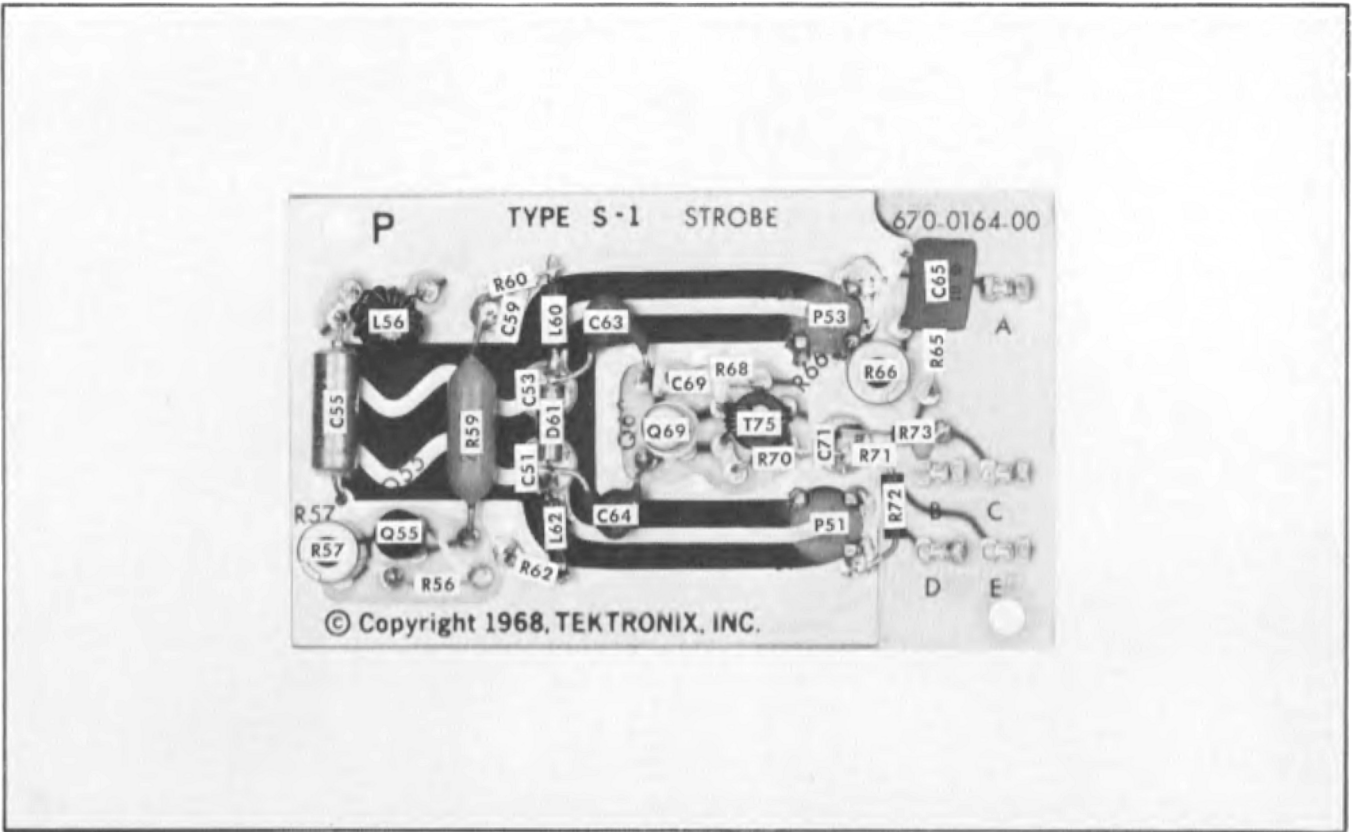 P
TYPE S-1 STROBE
670-0164-00
R60
C59
L56
L60
C63
P53
C65
A
R65
R66
R66
C55
R59
C53
D61
C51
C69
R68
Q69
T75
R70
C71
R71
R73
R72
B
C
R57
R57
Q55
Q55
L62
C64
P51
R56
R62
D
E
© Copyright 1968, TEKTRONIX, INC.